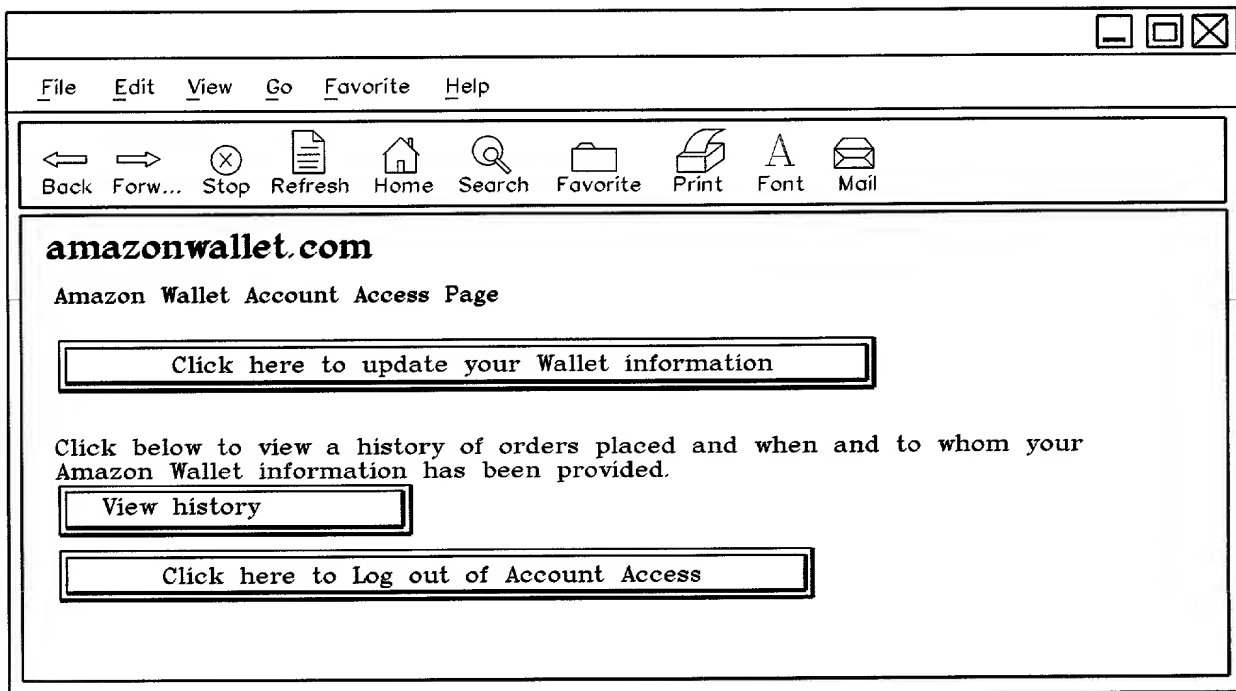 File Edit View Go Favorite Help
Back Forw... Stop Refresh Home Search Favorite Print Font Mail
amazonwallet.com
Amazon Wallet Account Access Page
Click here to update your Wallet information
Click below to view a history of orders placed and when and to whom your
Amazon Wallet information has been provided.
View history
Click here to Log out of Account Access